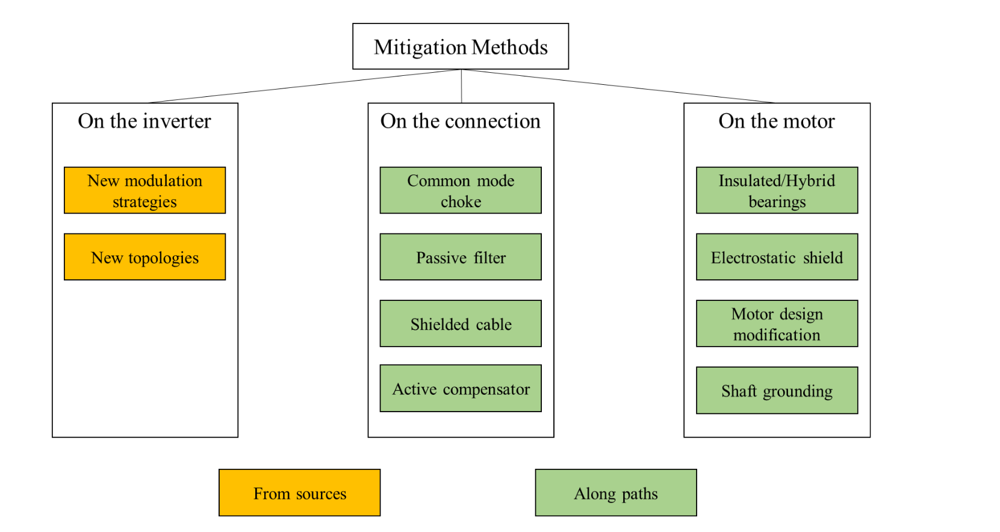 Mitigation Methods
On the inverter
New modulation
strategies
New topologies
On the connection
Common mode
choke
Passive filter
Shielded cable
Active compensator
On the motor
Insulated/Hybrid
bearings
Electrostatic shield
Motor design
modification
Shaft grounding
From sources
Along paths